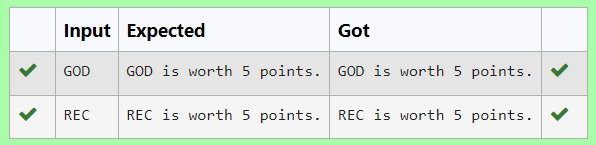 Input Expected Got
GOD GOD is worth 5 points. GOD is worth 5 points.
REC REC is worth 5 points. REC is worth 5 points.